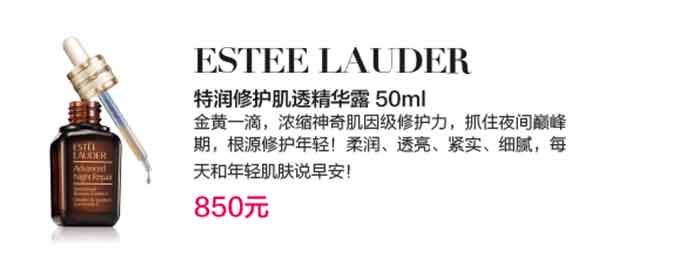 ESTEE LAUDER
特润修护肌透精华露 50ml
金黄一滴，浓缩神奇肌因级修护力，抓住夜间巅峰
期，根源修护年轻！柔润、透亮、紧实、细腻，每
天和年轻肌肤说早安！
850元
ESTEE
LAUDER
Advanced
Night Repair